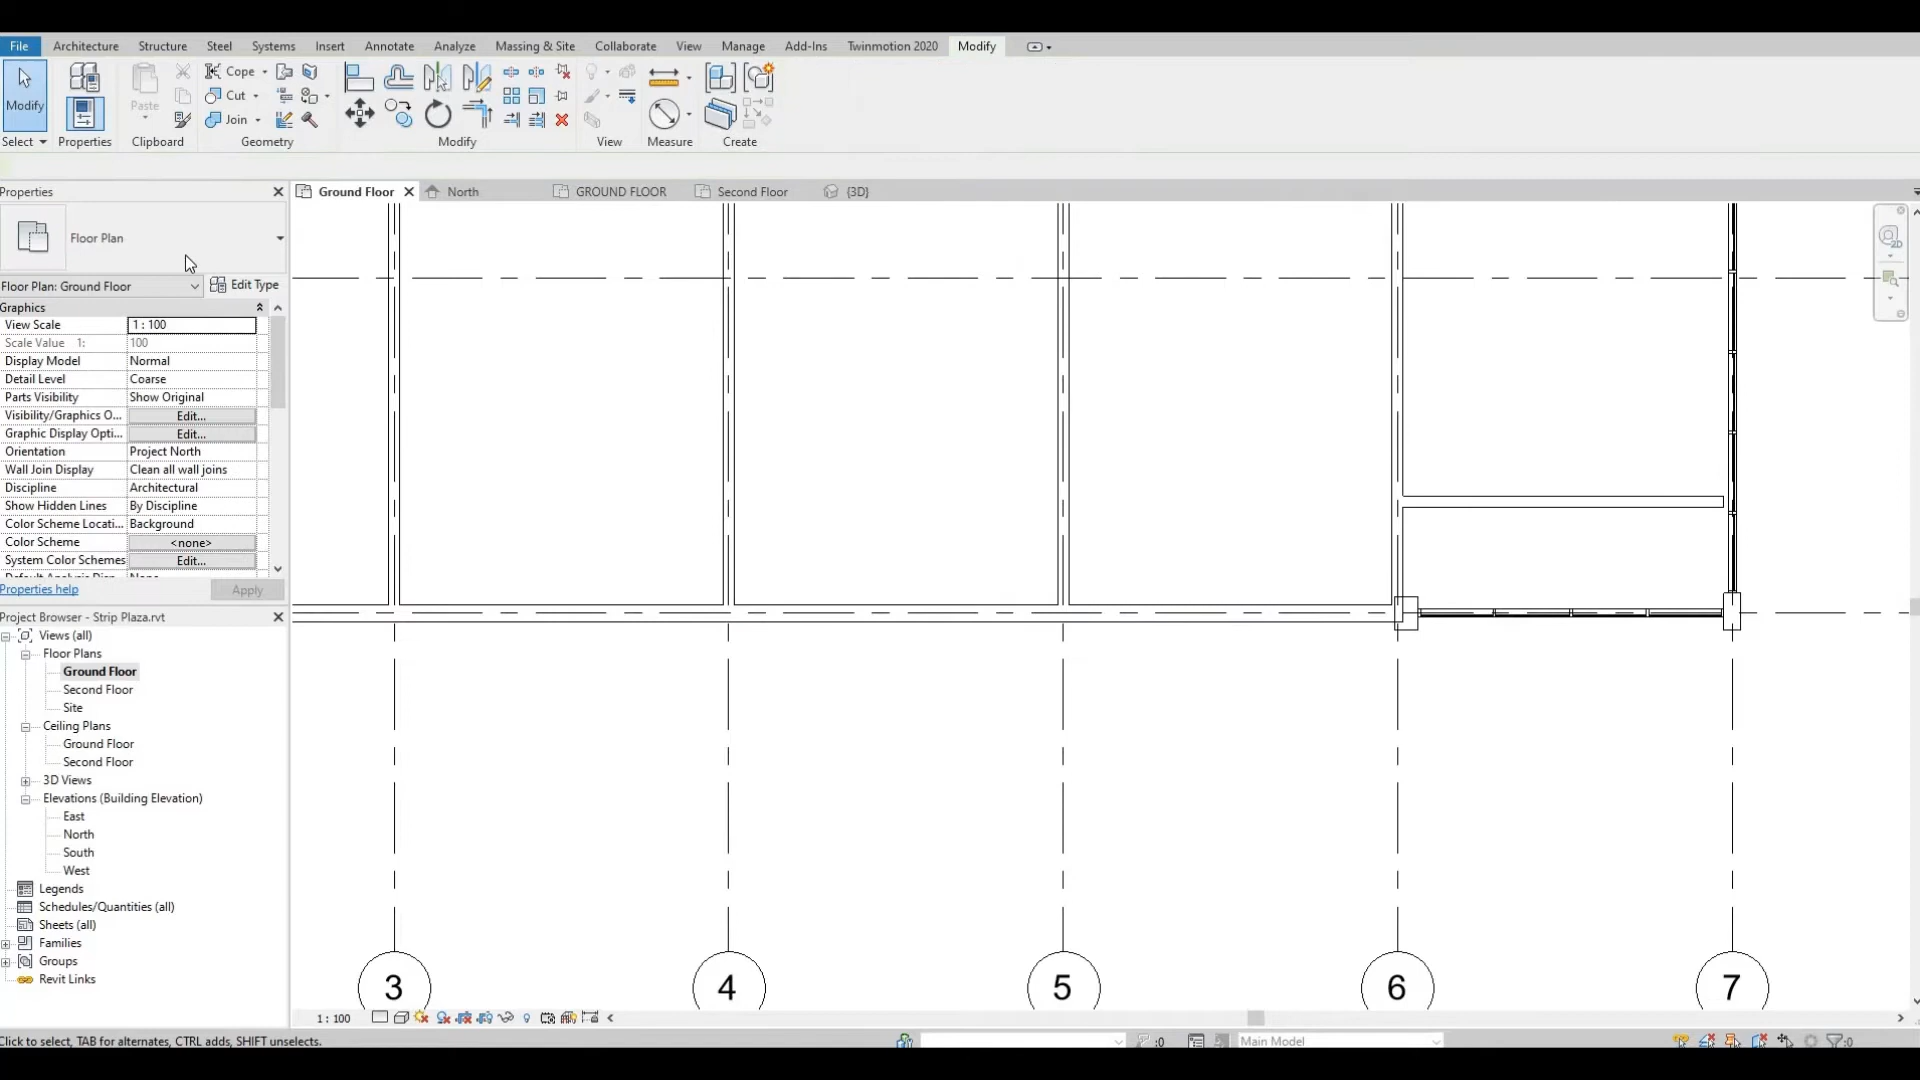 File Architecture Structure Steel Systems Insert Annotate Analyze Massing & Site Collaborate View Manage Add-Ins Twinmotion 2020 Modify
Cope
Cut
Join
Modify
Paste
Select Properties Clipboard Geometry Modify View Measure Create
Properties
Ground Floor North GROUND FLOOR Second Floor {3D}
Floor Plan
2D
Floor Plan: Ground Floor Edit Type
Graphics
View Scale 1 : 100
Scale Value 1: 100
Display Model Normal
Detail Level Coarse
Parts Visibility Show Original
Visibility/Graphics O... Edit...
Graphic Display Opti... Edit...
Orientation Project North
Wall Join Display Clean all wall joins
Discipline Architectural
Show Hidden Lines By Discipline
Color Scheme Locati... Background
Color Scheme <none>
System Color Schemes Edit...
Properties help Apply
Project Browser - Strip Plaza.rvt
Views (all)
Floor Plans
Ground Floor
Second Floor
Site
Ceiling Plans
Ground Floor
Second Floor
3D Views
Elevations (Building Elevation)
East
North
South
West
Legends
Schedules/Quantities (all)
Sheets (all)
Families
Groups
Revit Links
3 4 5 6 7
1 : 100
Click to select, TAB for alternates, CTRL adds, SHIFT unselects.
:0 Main Model :0